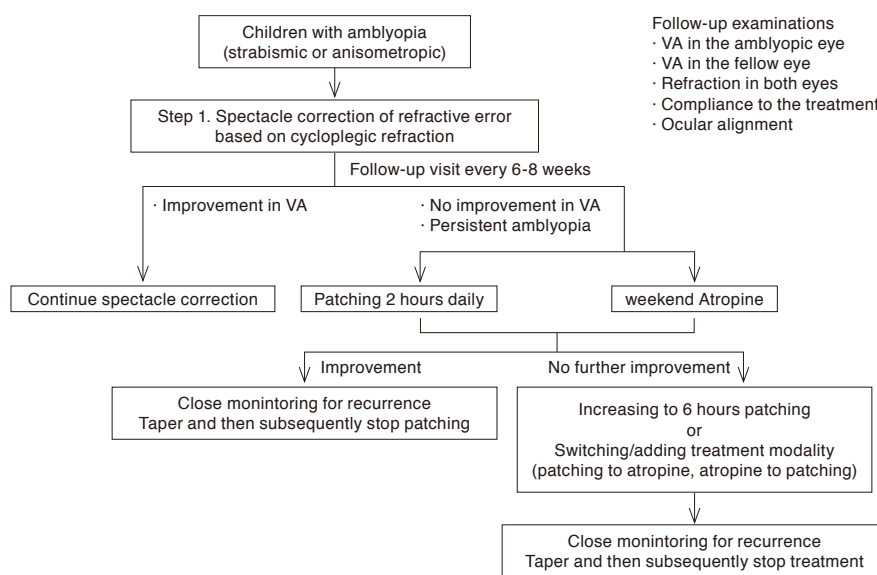 Children with amblyopia
(strabismic or anisometropic)
Follow-up examinations
· VA in the amblyopic eye
· VA in the fellow eye
· Refraction in both eyes
· Compliance to the treatment
· Ocular alignment
Step 1. Spectacle correction of refractive error
based on cycloplegic refraction
Follow-up visit every 6-8 weeks
· Improvement in VA
· No improvement in VA
· Persistent amblyopia
Continue spectacle correction
Patching 2 hours daily
weekend Atropine
Improvement
No further improvement
Close monintoring for recurrence
Taper and then subsequently stop patching
Increasing to 6 hours patching
or
Switching/adding treatment modality
(patching to atropine, atropine to patching)
Close monintoring for recurrence
Taper and then subsequently stop treatment